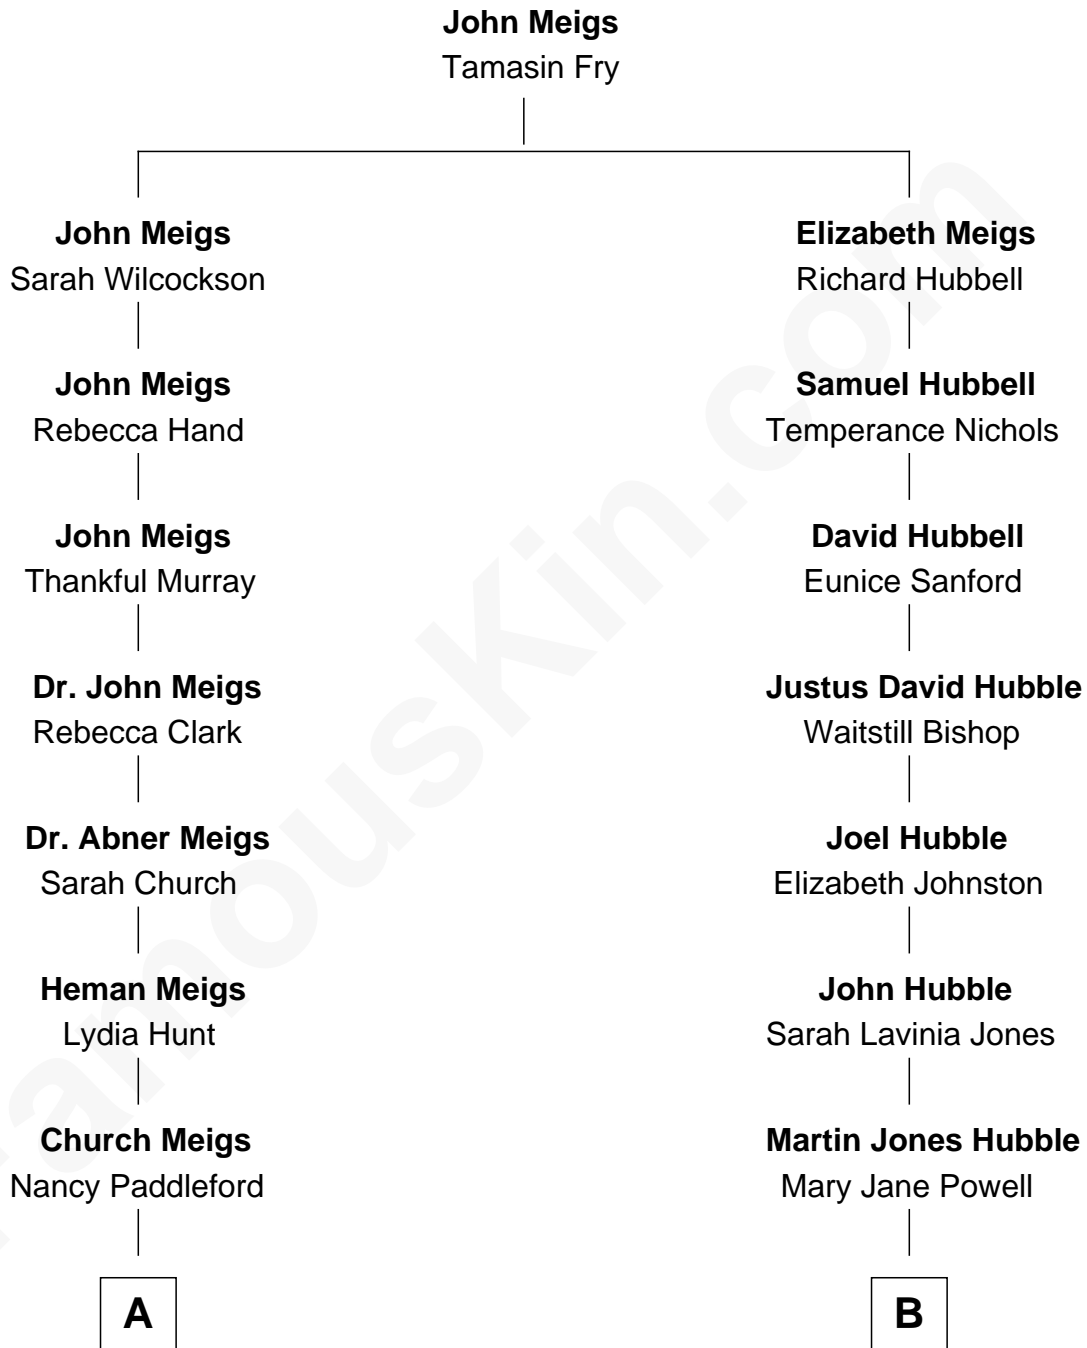 John Meigs
Tamasin Fry
John Meigs
Sarah Wilcockson
Elizabeth Meigs
Richard Hubbell
John Meigs
Rebecca Hand
Samuel Hubbell
Temperance Nichols
John Meigs
Thankful Murray
David Hubbell
Eunice Sanford
Dr. John Meigs
Rebecca Clark
Justus David Hubble
Waitstill Bishop
Dr. Abner Meigs
Sarah Church
Joel Hubble
Elizabeth Johnston
Heman Meigs
Lydia Hunt
John Hubble
Sarah Lavinia Jones
Church Meigs
Nancy Paddleford
Martin Jones Hubble
Mary Jane Powell
A
B
FamousKin.com